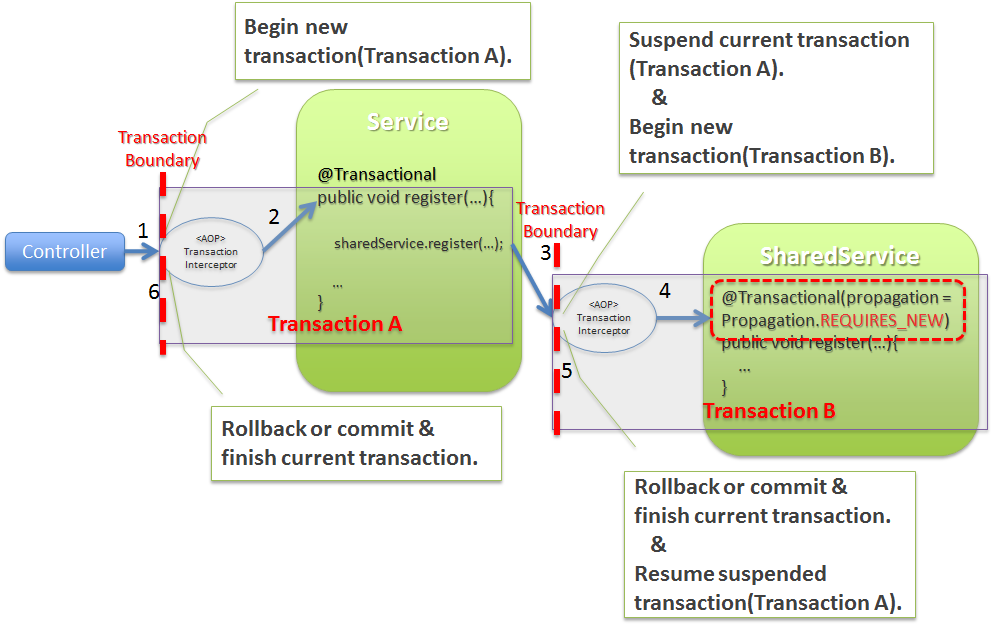 Begin new
transaction(Transaction A).
Suspend current transaction
(Transaction A).
&
Begin new
transaction(Transaction B).
Service
Transaction
Boundary
@Transactional
public void register(...){
sharedService.register(...);
...
}
Transaction A
1
2
Controller
<AOP>
Transaction
Interceptor
6
Transaction
Boundary
3
SharedService
4
<AOP>
Transaction
Interceptor
@Transactional(propagation =
Propagation.REQUIRES_NEW)
public void register(...){
...
}
5
Transaction B
Rollback or commit &
finish current transaction.
Rollback or commit &
finish current transaction.
&
Resume suspended
transaction(Transaction A).